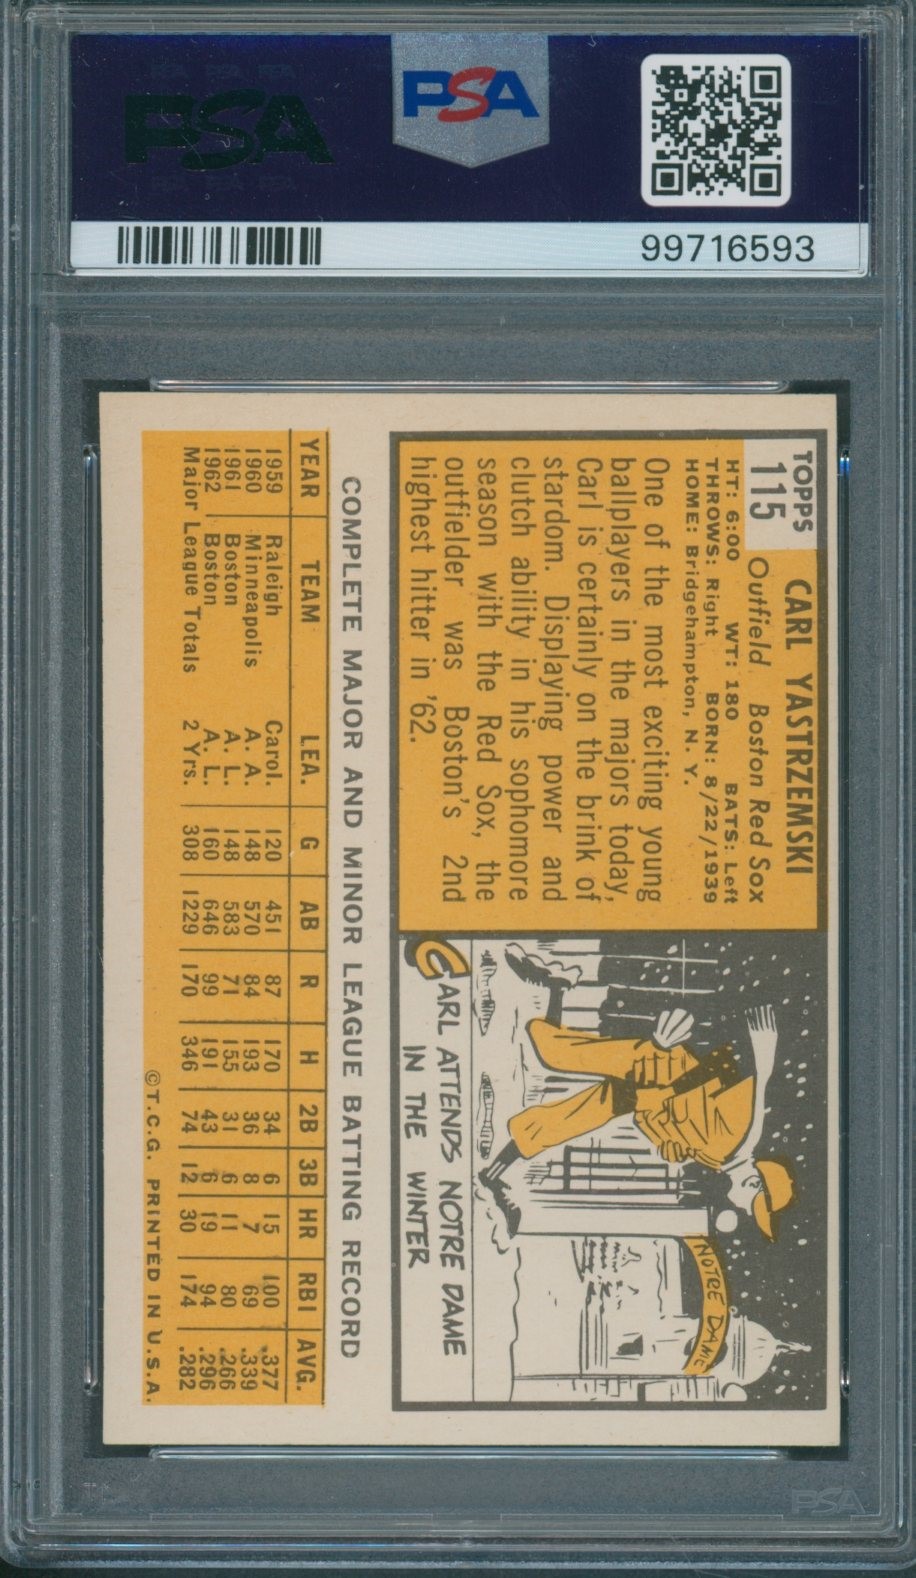 PSA
PSA
99716593
TOPPS
115
CARL YASTRZEMSKI
Outfield Boston Red Sox
HT: 6:00 WT: 180 BATS: Left
THROWS: Right BORN: 8/22/1939
HOME: Bridgehampton, N. Y.
One of the most exciting young
ballplayers in the majors today,
Carl is certainly on the brink of
stardom. Displaying power and
clutch ability in his sophomore
season with the Red Sox, the
outfielder was Boston's 2nd
highest hitter in '62.
NOTRE DAME
CARL ATTENDS NOTRE DAME
IN THE WINTER
COMPLETE MAJOR AND MINOR LEAGUE BATTING RECORD
YEAR TEAM LEA. G AB R H 2B 3B HR RBI AVG.
1959 Raleigh Carol. 120 451 87 170 34 6 15 100 .377
1960 Minneapolis A. A. 148 570 84 193 36 8 7 69 .339
1961 Boston A. L. 148 583 71 155 31 6 11 80 .266
1962 Boston A. L. 160 646 99 191 43 6 19 94 .296
Major League Totals 2 Yrs. 308 1229 170 346 74 12 30 174 .282
©T.C.G. PRINTED IN U.S.A.
PSA